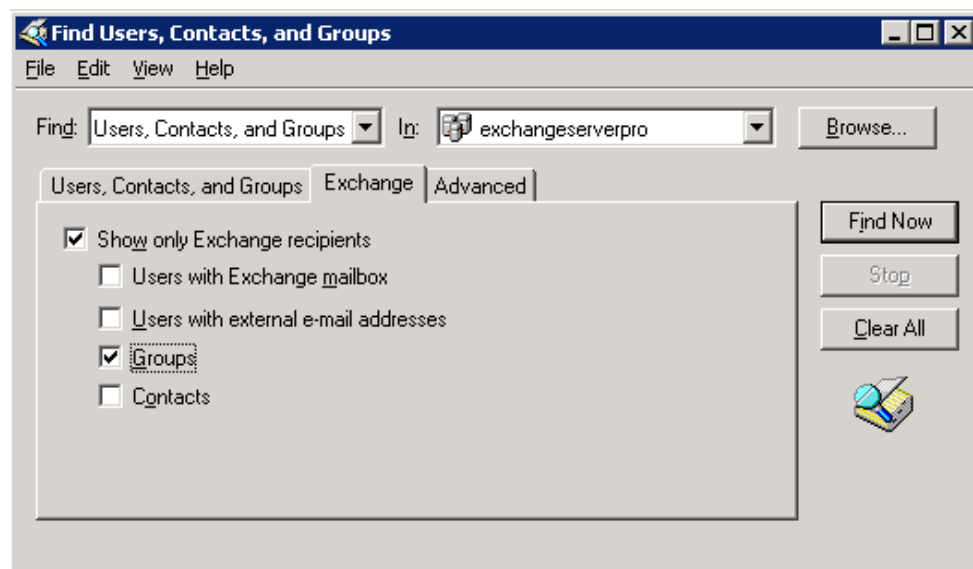 Find Users, Contacts, and Groups
File Edit View Help
Find: Users, Contacts, and Groups In: exchangeserverpro Browse...
Users, Contacts, and Groups Exchange Advanced
Show only Exchange recipients
Users with Exchange mailbox
Users with external e-mail addresses
Groups
Contacts
Find Now
Stop
Clear All